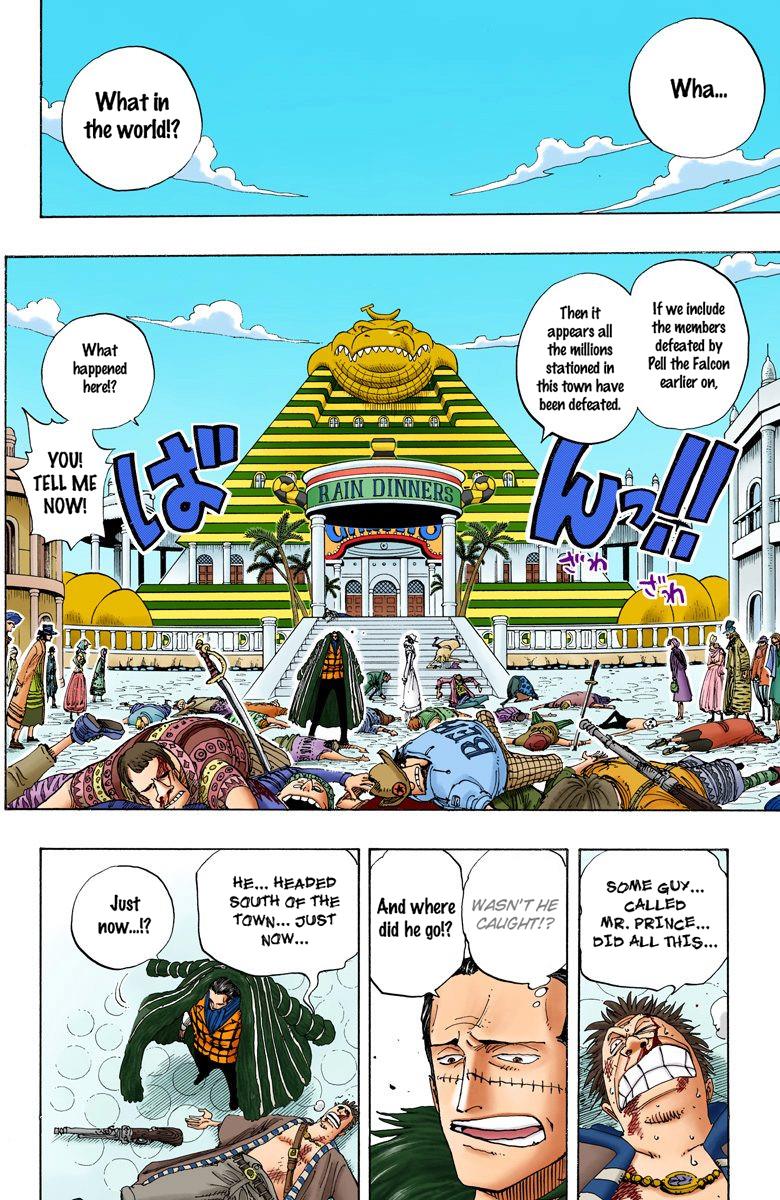 Wha...
What in
the world!?
If we include
the members
defeated by
Pell the Falcon
earlier on,
Then it
appears all
the millions
stationed in
this town have
been defeated.
What
happened
here!?
YOU!
TELL ME
NOW!
ばんっ!!
ざわ
ざわ
RAIN DINNERS
SOME GUY...
CALLED
MR. PRINCE...
DID ALL THIS...
WASN'T HE
CAUGHT!?
And where
did he go!?
HE... HEADED
SOUTH OF THE
TOWN... JUST
NOW...
Just
now...!?